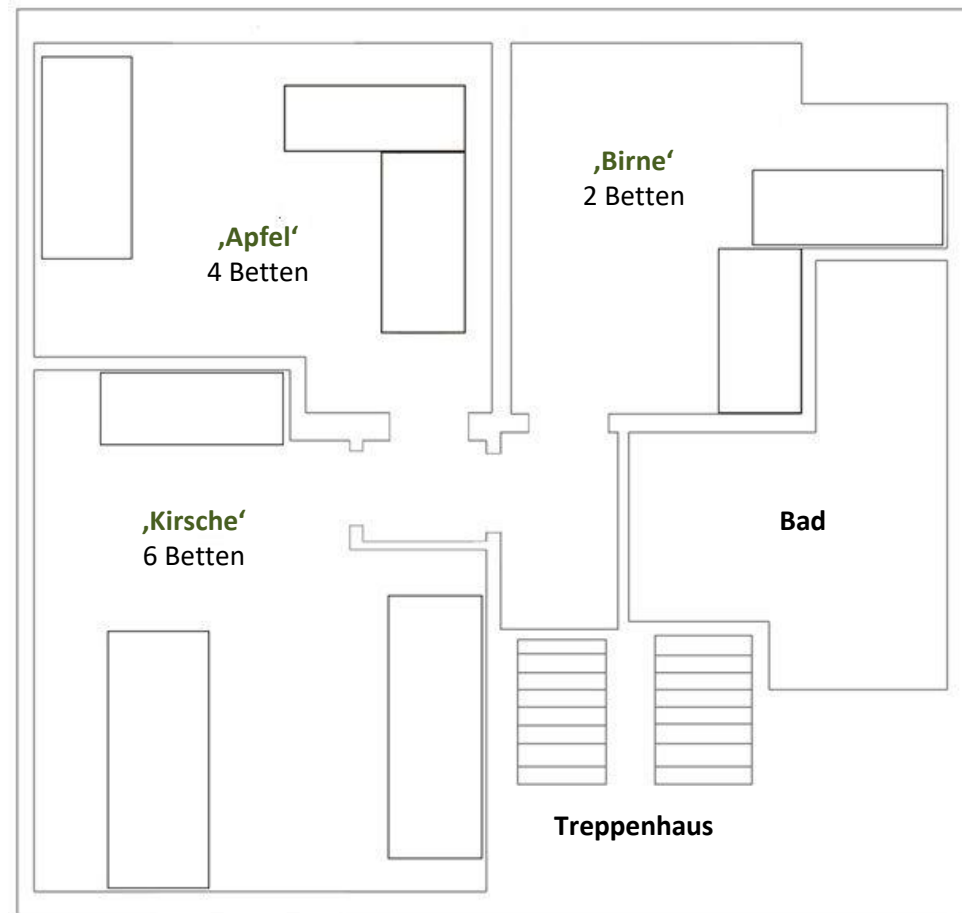 ‚Birne‘
2 Betten
‚Apfel‘
4 Betten
‚Kirsche‘
6 Betten
Bad
Treppenhaus